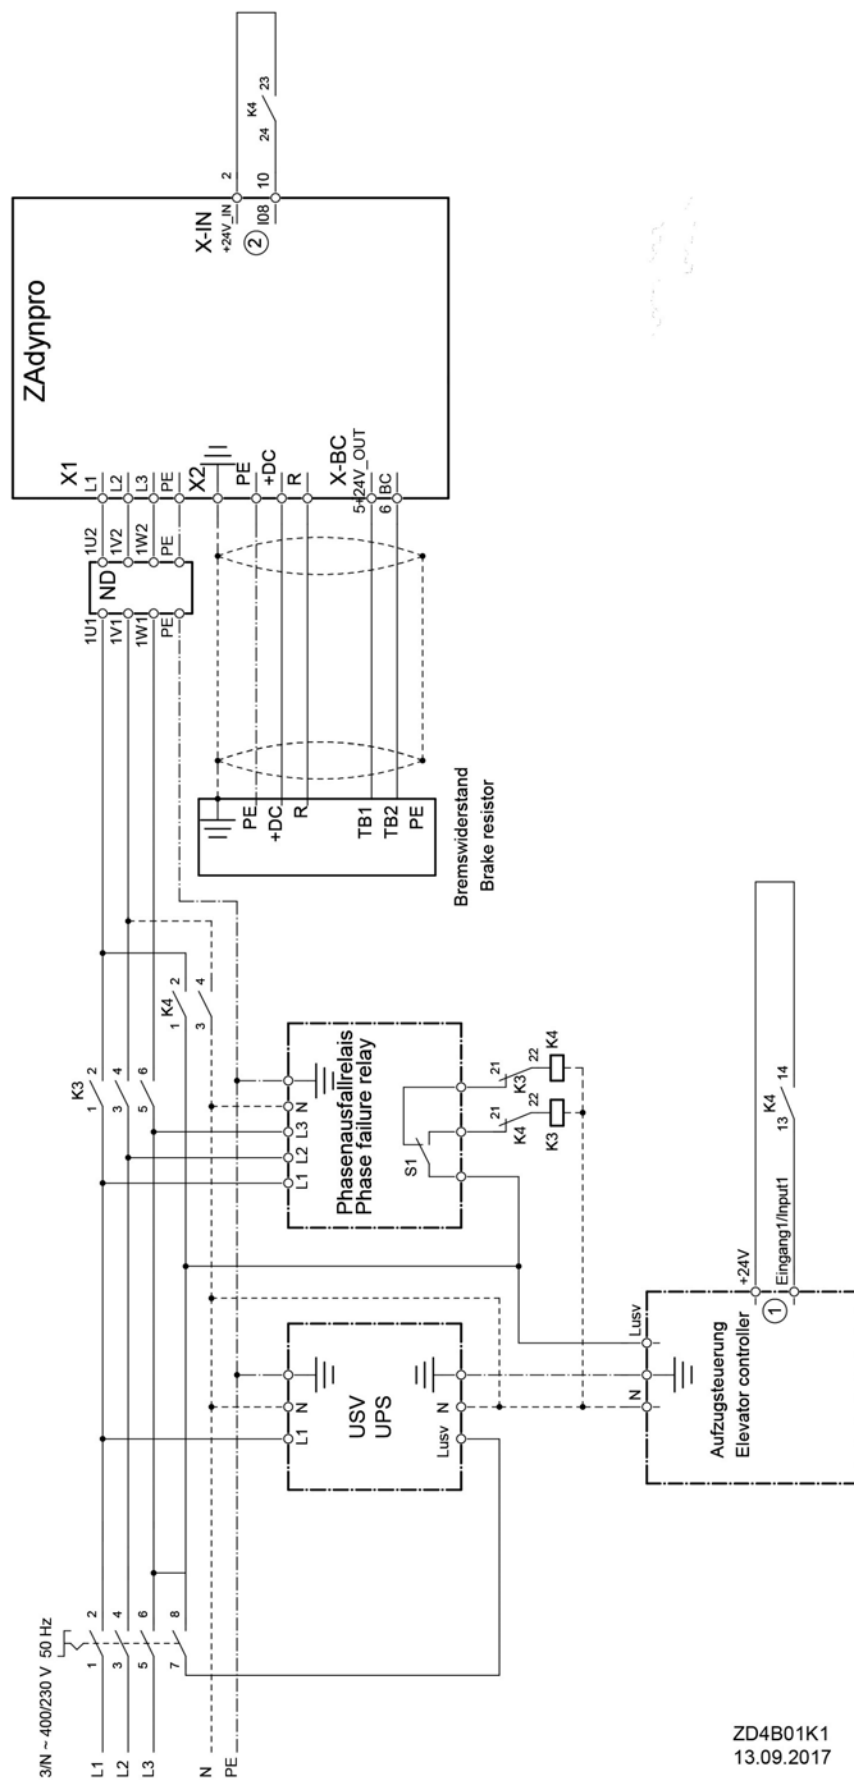 3/N ~ 400/230 V 50 Hz
L1
L2
L3
N
PE
1 2
3 4
5 6
7 8
K3
1 2
3 4
5 6
K4
1 2
3 4
1U1
1V1
1W1
PE
ND
1U2
1V2
1W2
PE
X1
L1
L2
L3
PE
X2
PE
+DC
R
X-BC
5 +24V_OUT
6 BC
ZAdynpro
X-IN
+24V_IN
2
2
I08
10
K4
24 23
PE
+DC
R
TB1
TB2
PE
Bremswiderstand
Brake resistor
L1
N
USV
UPS
Lusv
N
L1
L2
L3
N
Phasenausfallrelais
Phase failure relay
S1
21
22
K4
K3
21
22
K3
K4
N
Lusv
Aufzugsteuerung
Elevator controller
+24V
1
Eingang1/Input1
K4
13 14
ZD4B01K1
13.09.2017